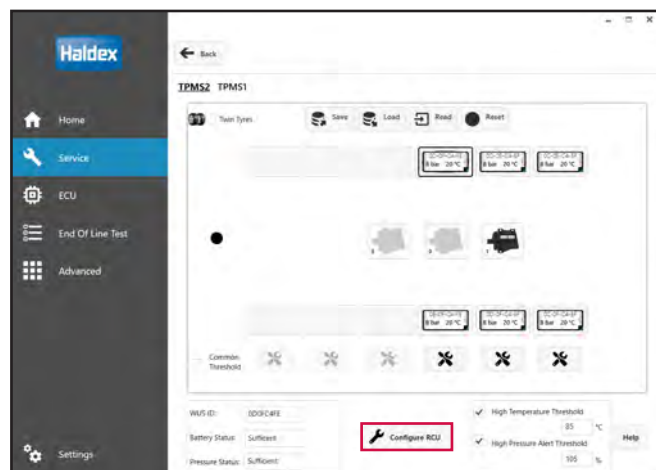 Haldex
Back
TPMS2 TPMS1
Home
Service
ECU
End Of Line Test
Advanced
Settings
Twin Tyres
Save
Load
Read
Reset
8 bar 20 °C
8 bar 20 °C
8 bar 20 °C
8 bar 20 °C
8 bar 20 °C
8 bar 20 °C
Common
Threshold
WUS ID:
Battery Status: Sufficient
Pressure Status: Sufficient
Configure RCU
High Temperature Threshold
85 °C
High Pressure Alert Threshold
105 %
Help